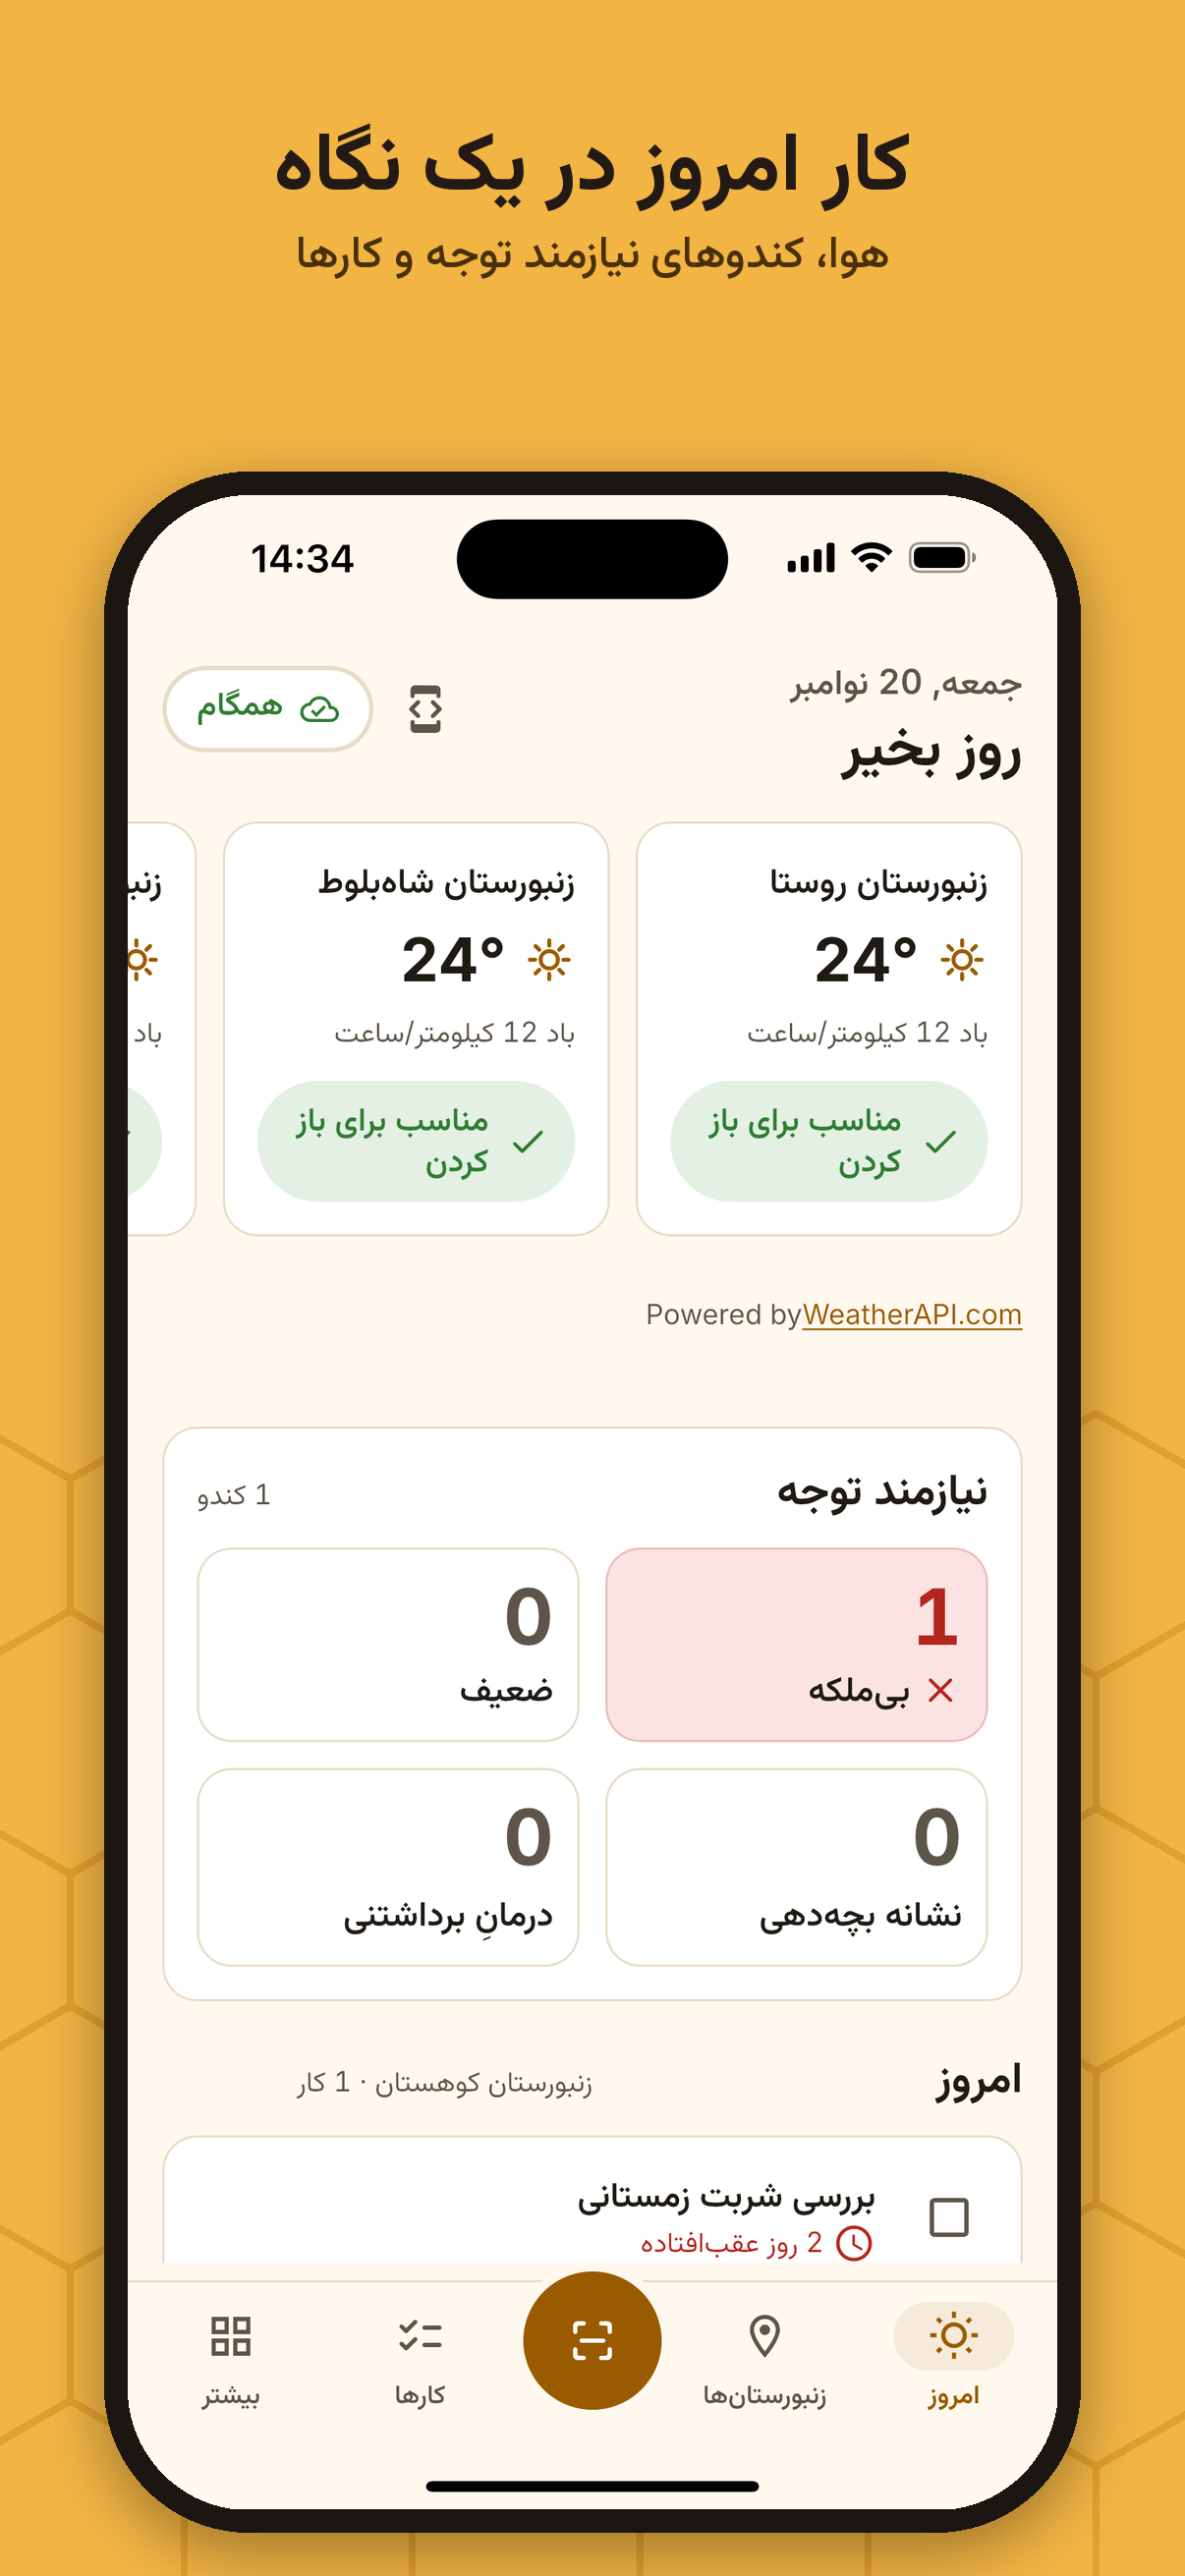 کار امروز در یک نگاه
هوا، کندوهای نیازمند توجه و کارها
14:34
جمعه, 20 نوامبر
روز بخیر
همگام
زنبورستان روستا
24°
باد 12 کیلومتر/ساعت
مناسب برای باز
کردن
زنبورستان شاه‌بلوط
24°
باد 12 کیلومتر/ساعت
مناسب برای باز
کردن
باد
Powered byWeatherAPI.com
نیازمند توجه
1 کندو
1
بی‌ملکه
0
ضعیف
0
نشانه بچه‌دهی
0
درمانِ برداشتنی
امروز
زنبورستان کوهستان · 1 کار
بررسی شربت زمستانی
2 روز عقب‌افتاده
امروز
زنبورستان‌ها
کارها
بیشتر